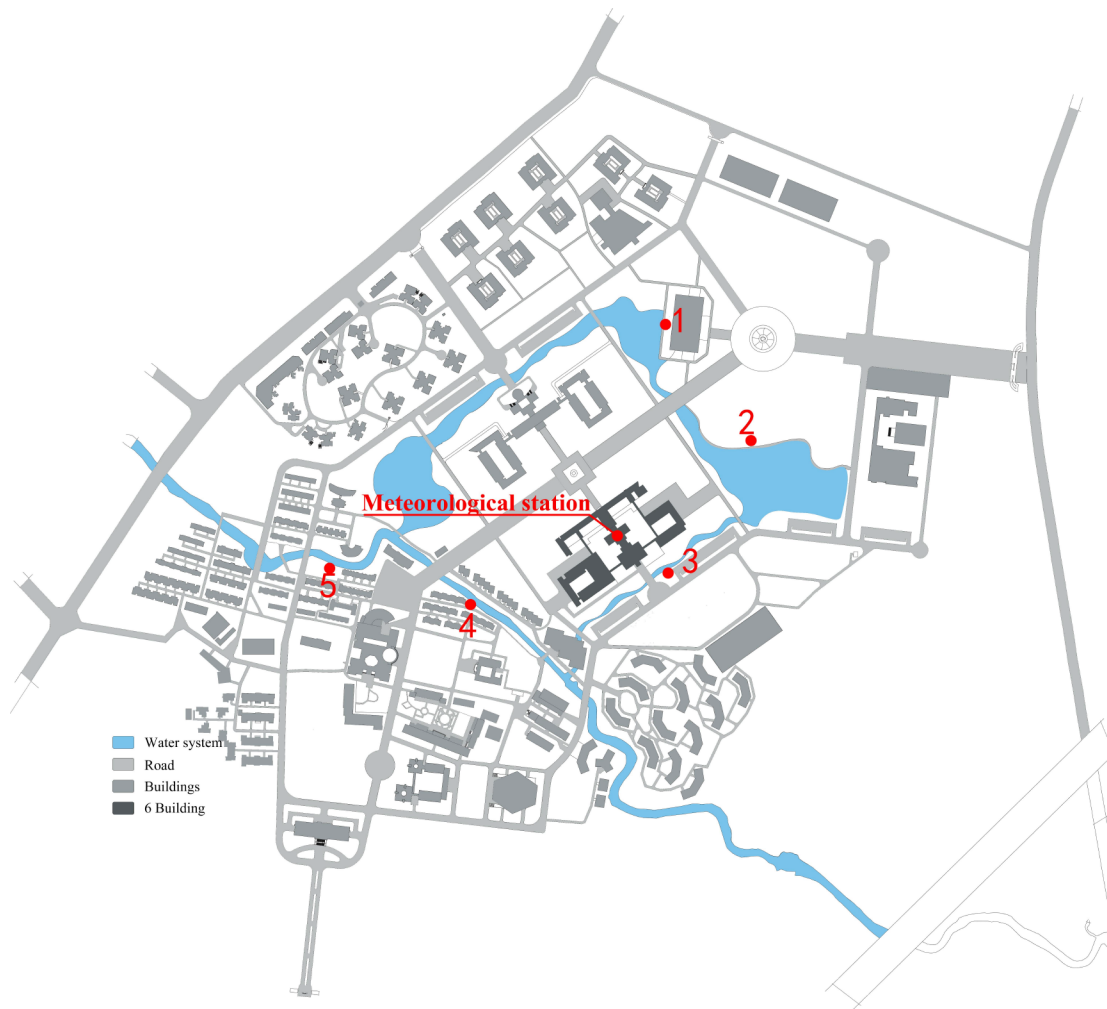 1
2
Meteorological station
3
5
4
Water system
Road
Buildings
6 Building